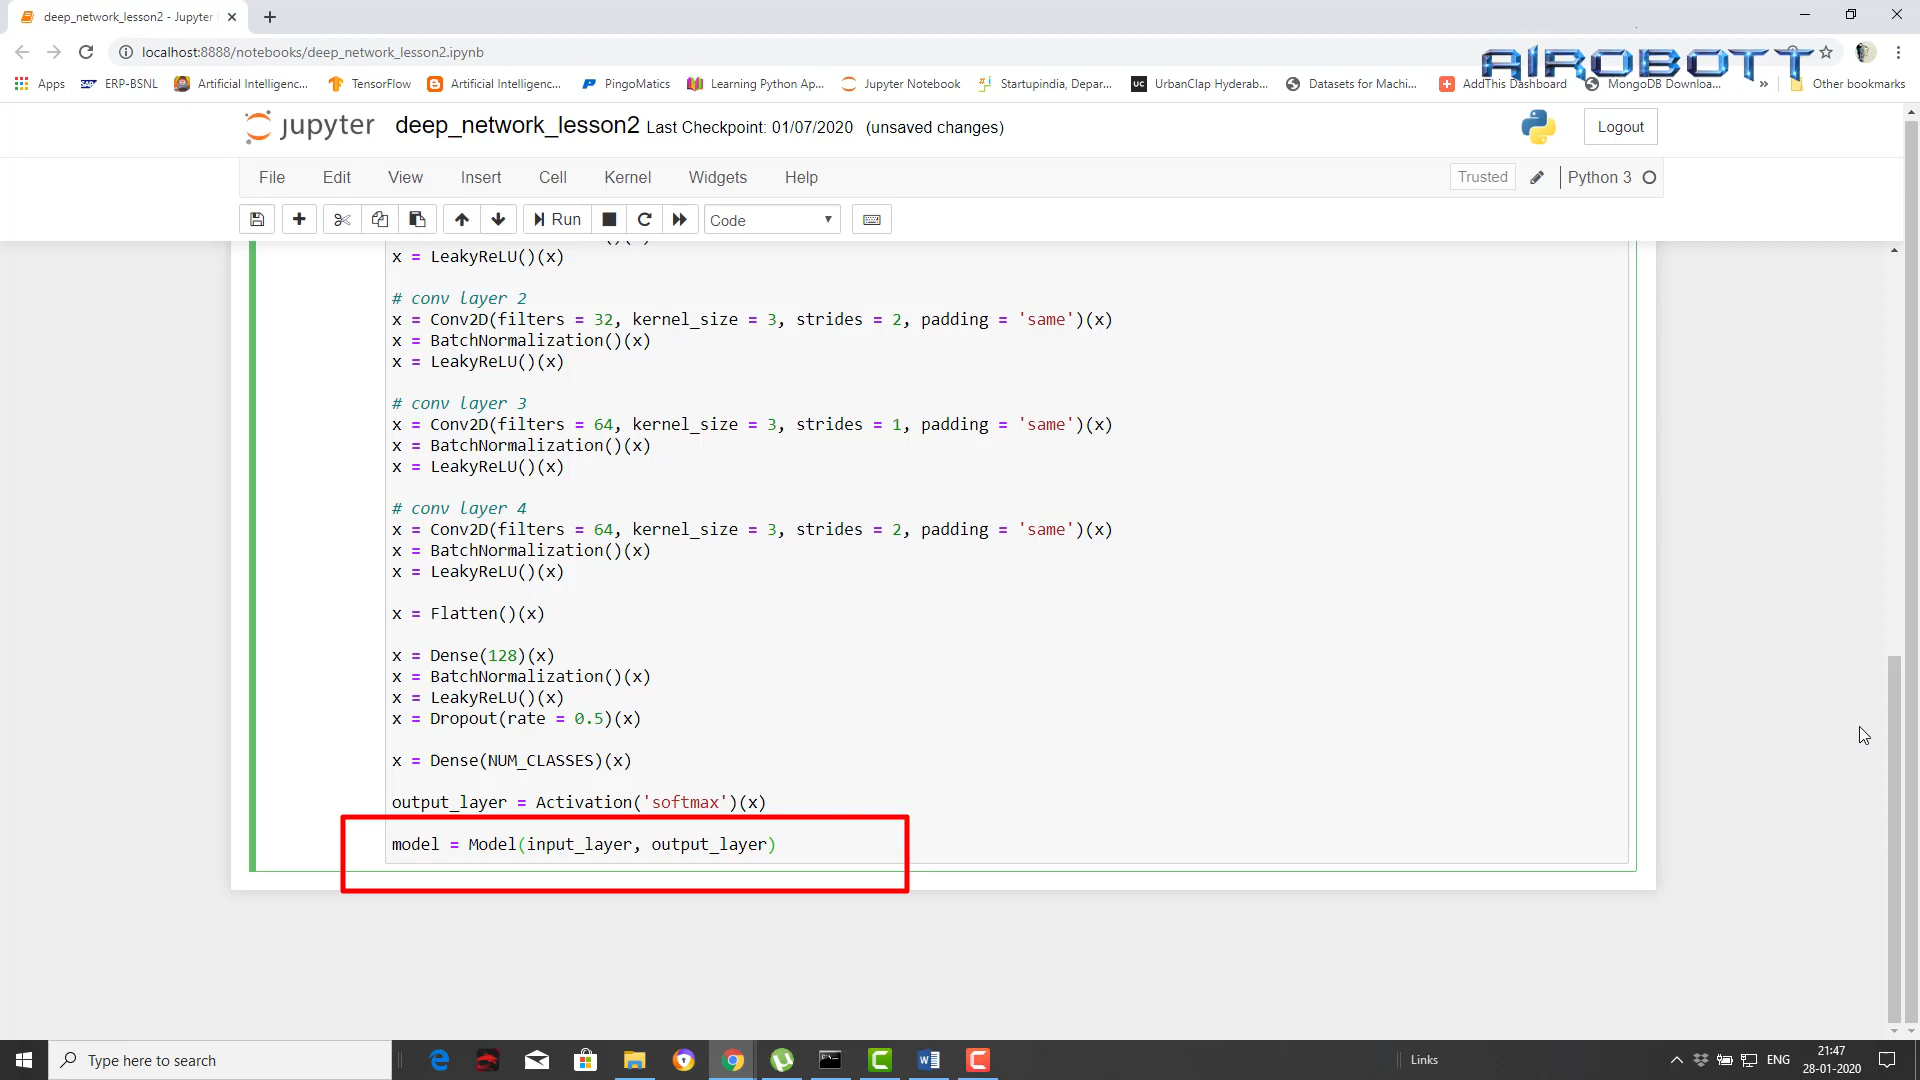 deep_network_lesson2 - Jupyter
localhost:8888/notebooks/deep_network_lesson2.ipynb
AIROBOTT
Apps
ERP-BSNL
Artificial Intelligenc...
TensorFlow
Artificial Intelligenc...
PingoMatics
Learning Python Ap...
Jupyter Notebook
Startupindia, Depar...
UC
UrbanClap Hyderab...
Datasets for Machi...
AddThis Dashboard
MongoDB Downloa...
»
Other bookmarks
jupyter deep_network_lesson2 Last Checkpoint: 01/07/2020 (unsaved changes)
Logout
File Edit View Insert Cell Kernel Widgets Help
Trusted
Python 3
Run
Code
x = LeakyReLU()(x)
# conv layer 2
x = Conv2D(filters = 32, kernel_size = 3, strides = 2, padding = 'same')(x)
x = BatchNormalization()(x)
x = LeakyReLU()(x)
# conv layer 3
x = Conv2D(filters = 64, kernel_size = 3, strides = 1, padding = 'same')(x)
x = BatchNormalization()(x)
x = LeakyReLU()(x)
# conv layer 4
x = Conv2D(filters = 64, kernel_size = 3, strides = 2, padding = 'same')(x)
x = BatchNormalization()(x)
x = LeakyReLU()(x)
x = Flatten()(x)
x = Dense(128)(x)
x = BatchNormalization()(x)
x = LeakyReLU()(x)
x = Dropout(rate = 0.5)(x)
x = Dense(NUM_CLASSES)(x)
output_layer = Activation('softmax')(x)
model = Model(input_layer, output_layer)
Type here to search
Links
ENG
21:47
28-01-2020